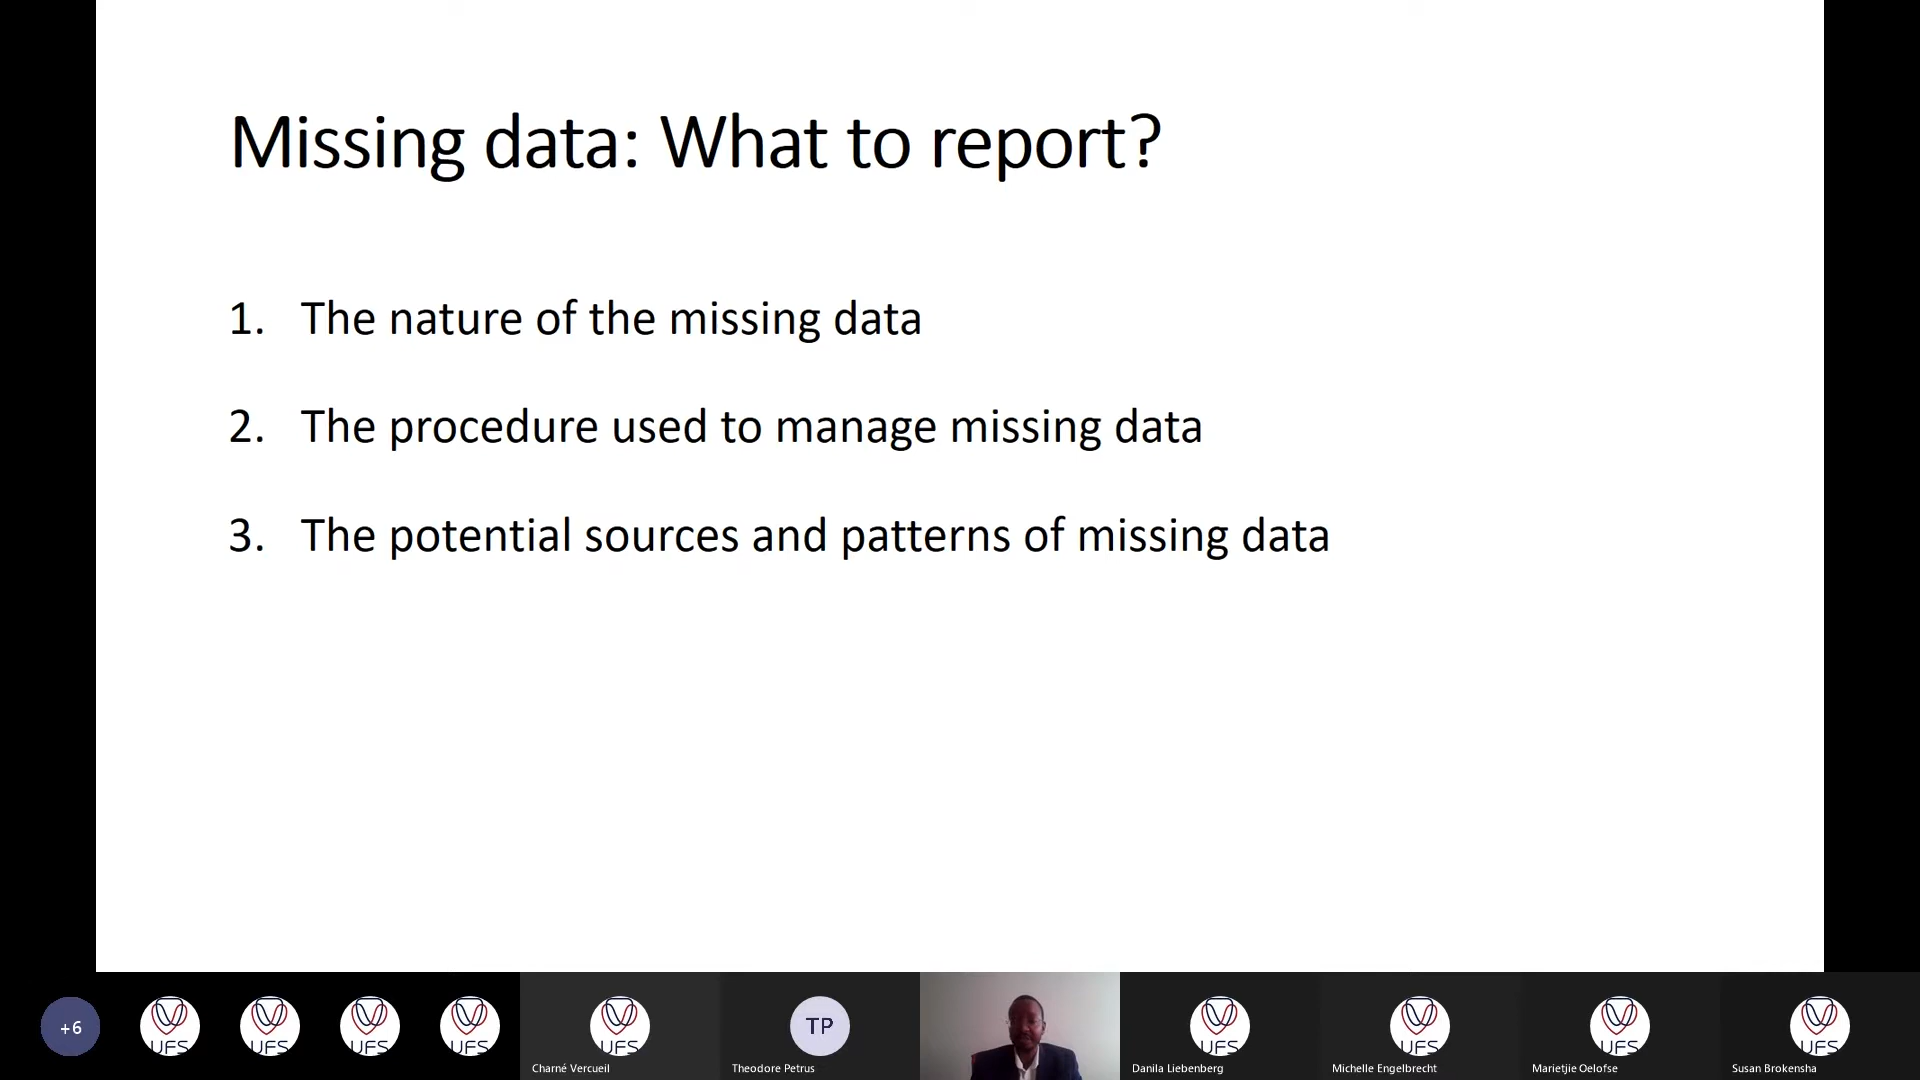 Missing data: What to report?
1. The nature of the missing data
2. The procedure used to manage missing data
3. The potential sources and patterns of missing data
+6
UFS
UFS
UFS
UFS
UFS
TP
UFS
UFS
UFS
UFS
Charné Vercueil
Theodore Petrus
Danila Liebenberg
Michelle Engelbrecht
Marietjie Oelofse
Susan Brokensha